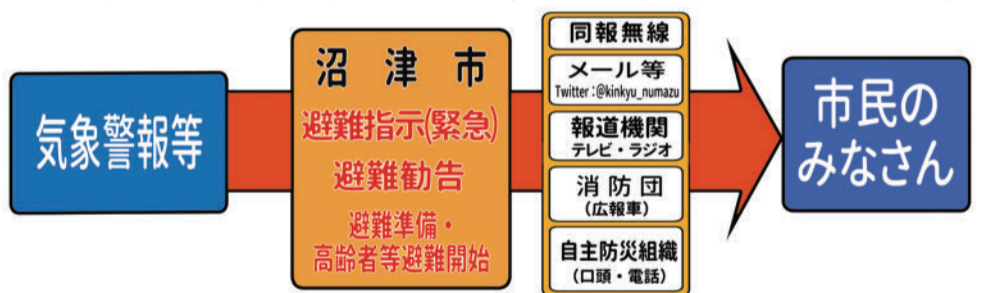 気象警報等
沼津市
避難指示(緊急)
避難勧告
避難準備・
高齢者等避難開始
同報無線
メール等
Twitter:@kinkyu_numazu
報道機関
テレビ・ラジオ
消防団
(広報車)
自主防災組織
(口頭・電話)
市民の
みなさん